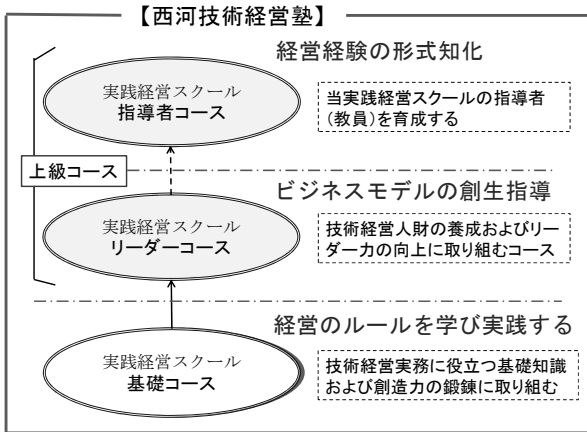 【西河技術経営塾】
経営経験の形式知化
実践経営スクール
指導者コース
当実践経営スクールの指導者
(教員)を育成する
上級コース
ビジネスモデルの創生指導
実践経営スクール
リーダーコース
技術経営人財の養成およびリー
ダー力の向上に取り組むコース
経営のルールを学び実践する
実践経営スクール
基礎コース
技術経営実務に役立つ基礎知識
および創造力の鍛錬に取り組む